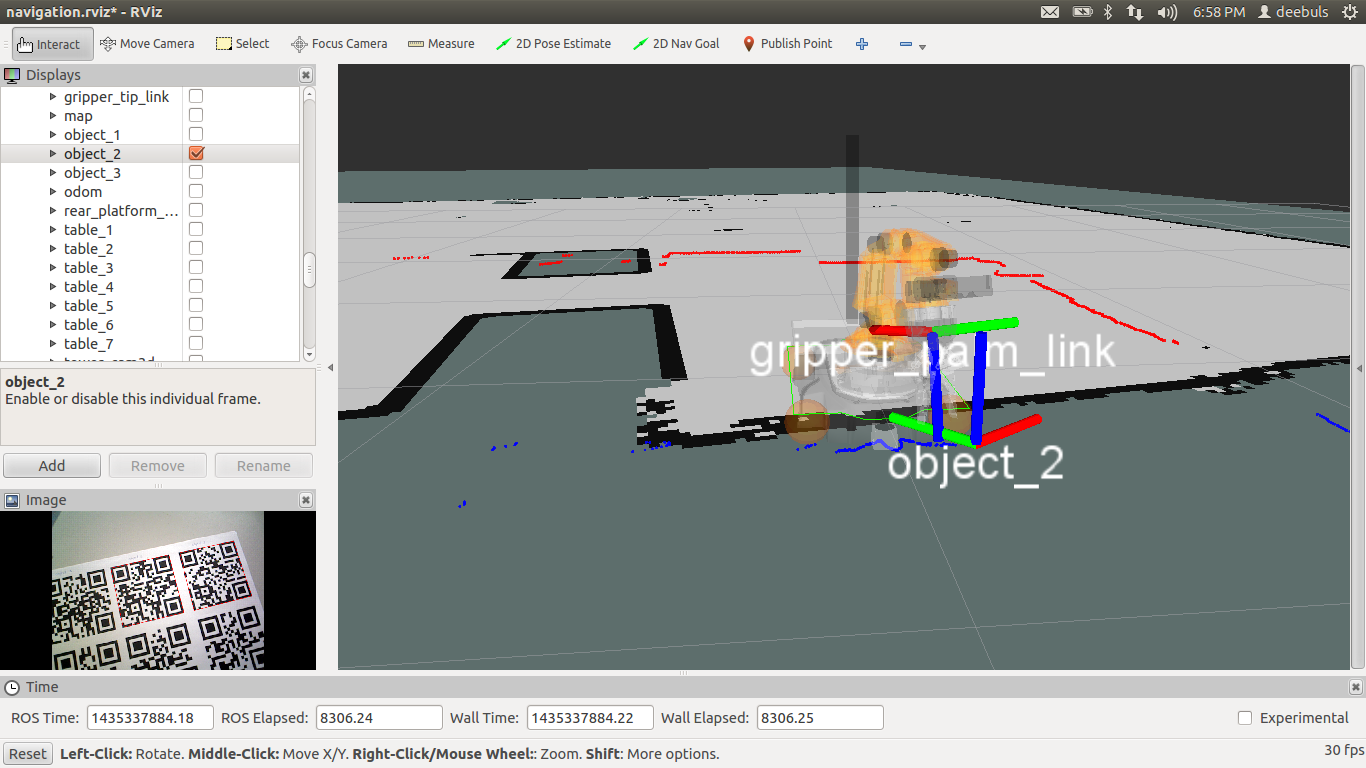 navigation.rviz* - RViz
6:58 PM
deebuls
Interact
Move Camera
Select
Focus Camera
Measure
2D Pose Estimate
2D Nav Goal
Publish Point
Displays
gripper_tip_link
map
object_1
object_2
object_3
odom
rear_platform_...
table_1
table_2
table_3
table_4
table_5
table_6
table_7
object_2
Enable or disable this individual frame.
Add
Remove
Rename
Image
gripper_palm_link
object_2
Time
ROS Time:
1435337884.18
ROS Elapsed:
8306.24
Wall Time:
1435337884.22
Wall Elapsed:
8306.25
Experimental
Reset
Left-Click: Rotate. Middle-Click: Move X/Y. Right-Click/Mouse Wheel:: Zoom. Shift: More options.
30 fps